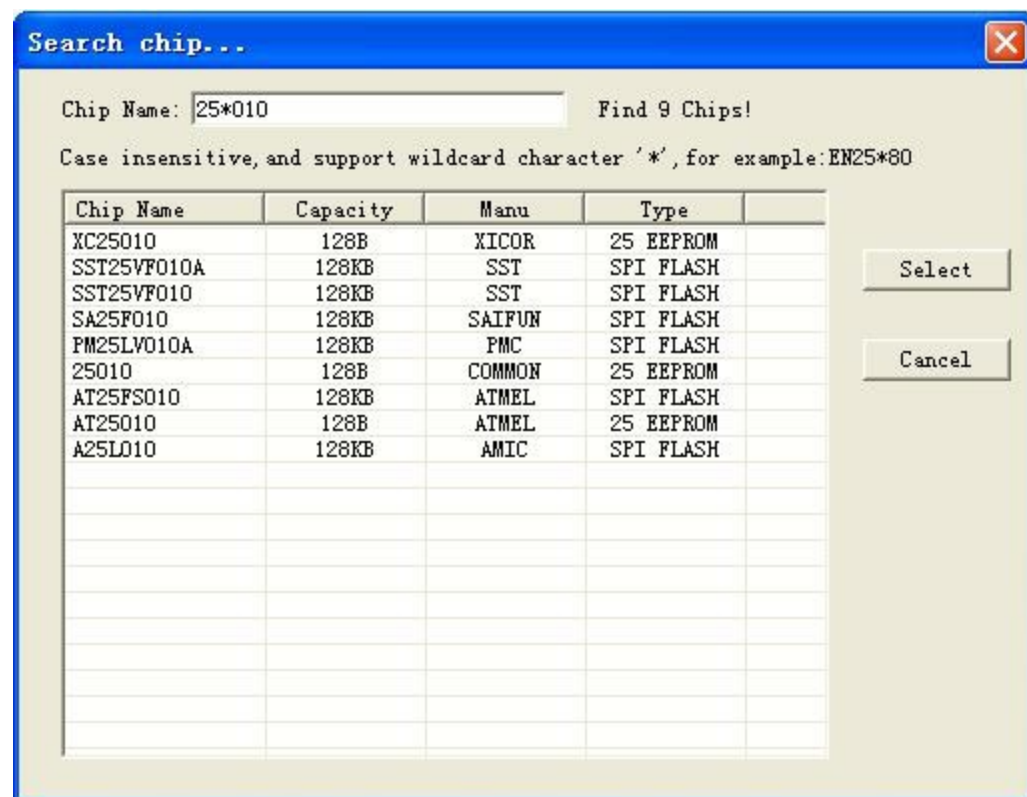 Search chip...
Chip Name: 25*010 Find 9 Chips!
Case insensitive,and support wildcard character '*',for example:EN25*80
Chip Name Capacity Manu Type
XC25010 128B XICOR 25 EEPROM
SST25VF010A 128KB SST SPI FLASH
SST25VF010 128KB SST SPI FLASH
SA25F010 128KB SAIFUN SPI FLASH
PM25LV010A 128KB PMC SPI FLASH
25010 128B COMMON 25 EEPROM
AT25FS010 128KB ATMEL SPI FLASH
AT25010 128B ATMEL 25 EEPROM
A25L010 128KB AMIC SPI FLASH
Select
Cancel